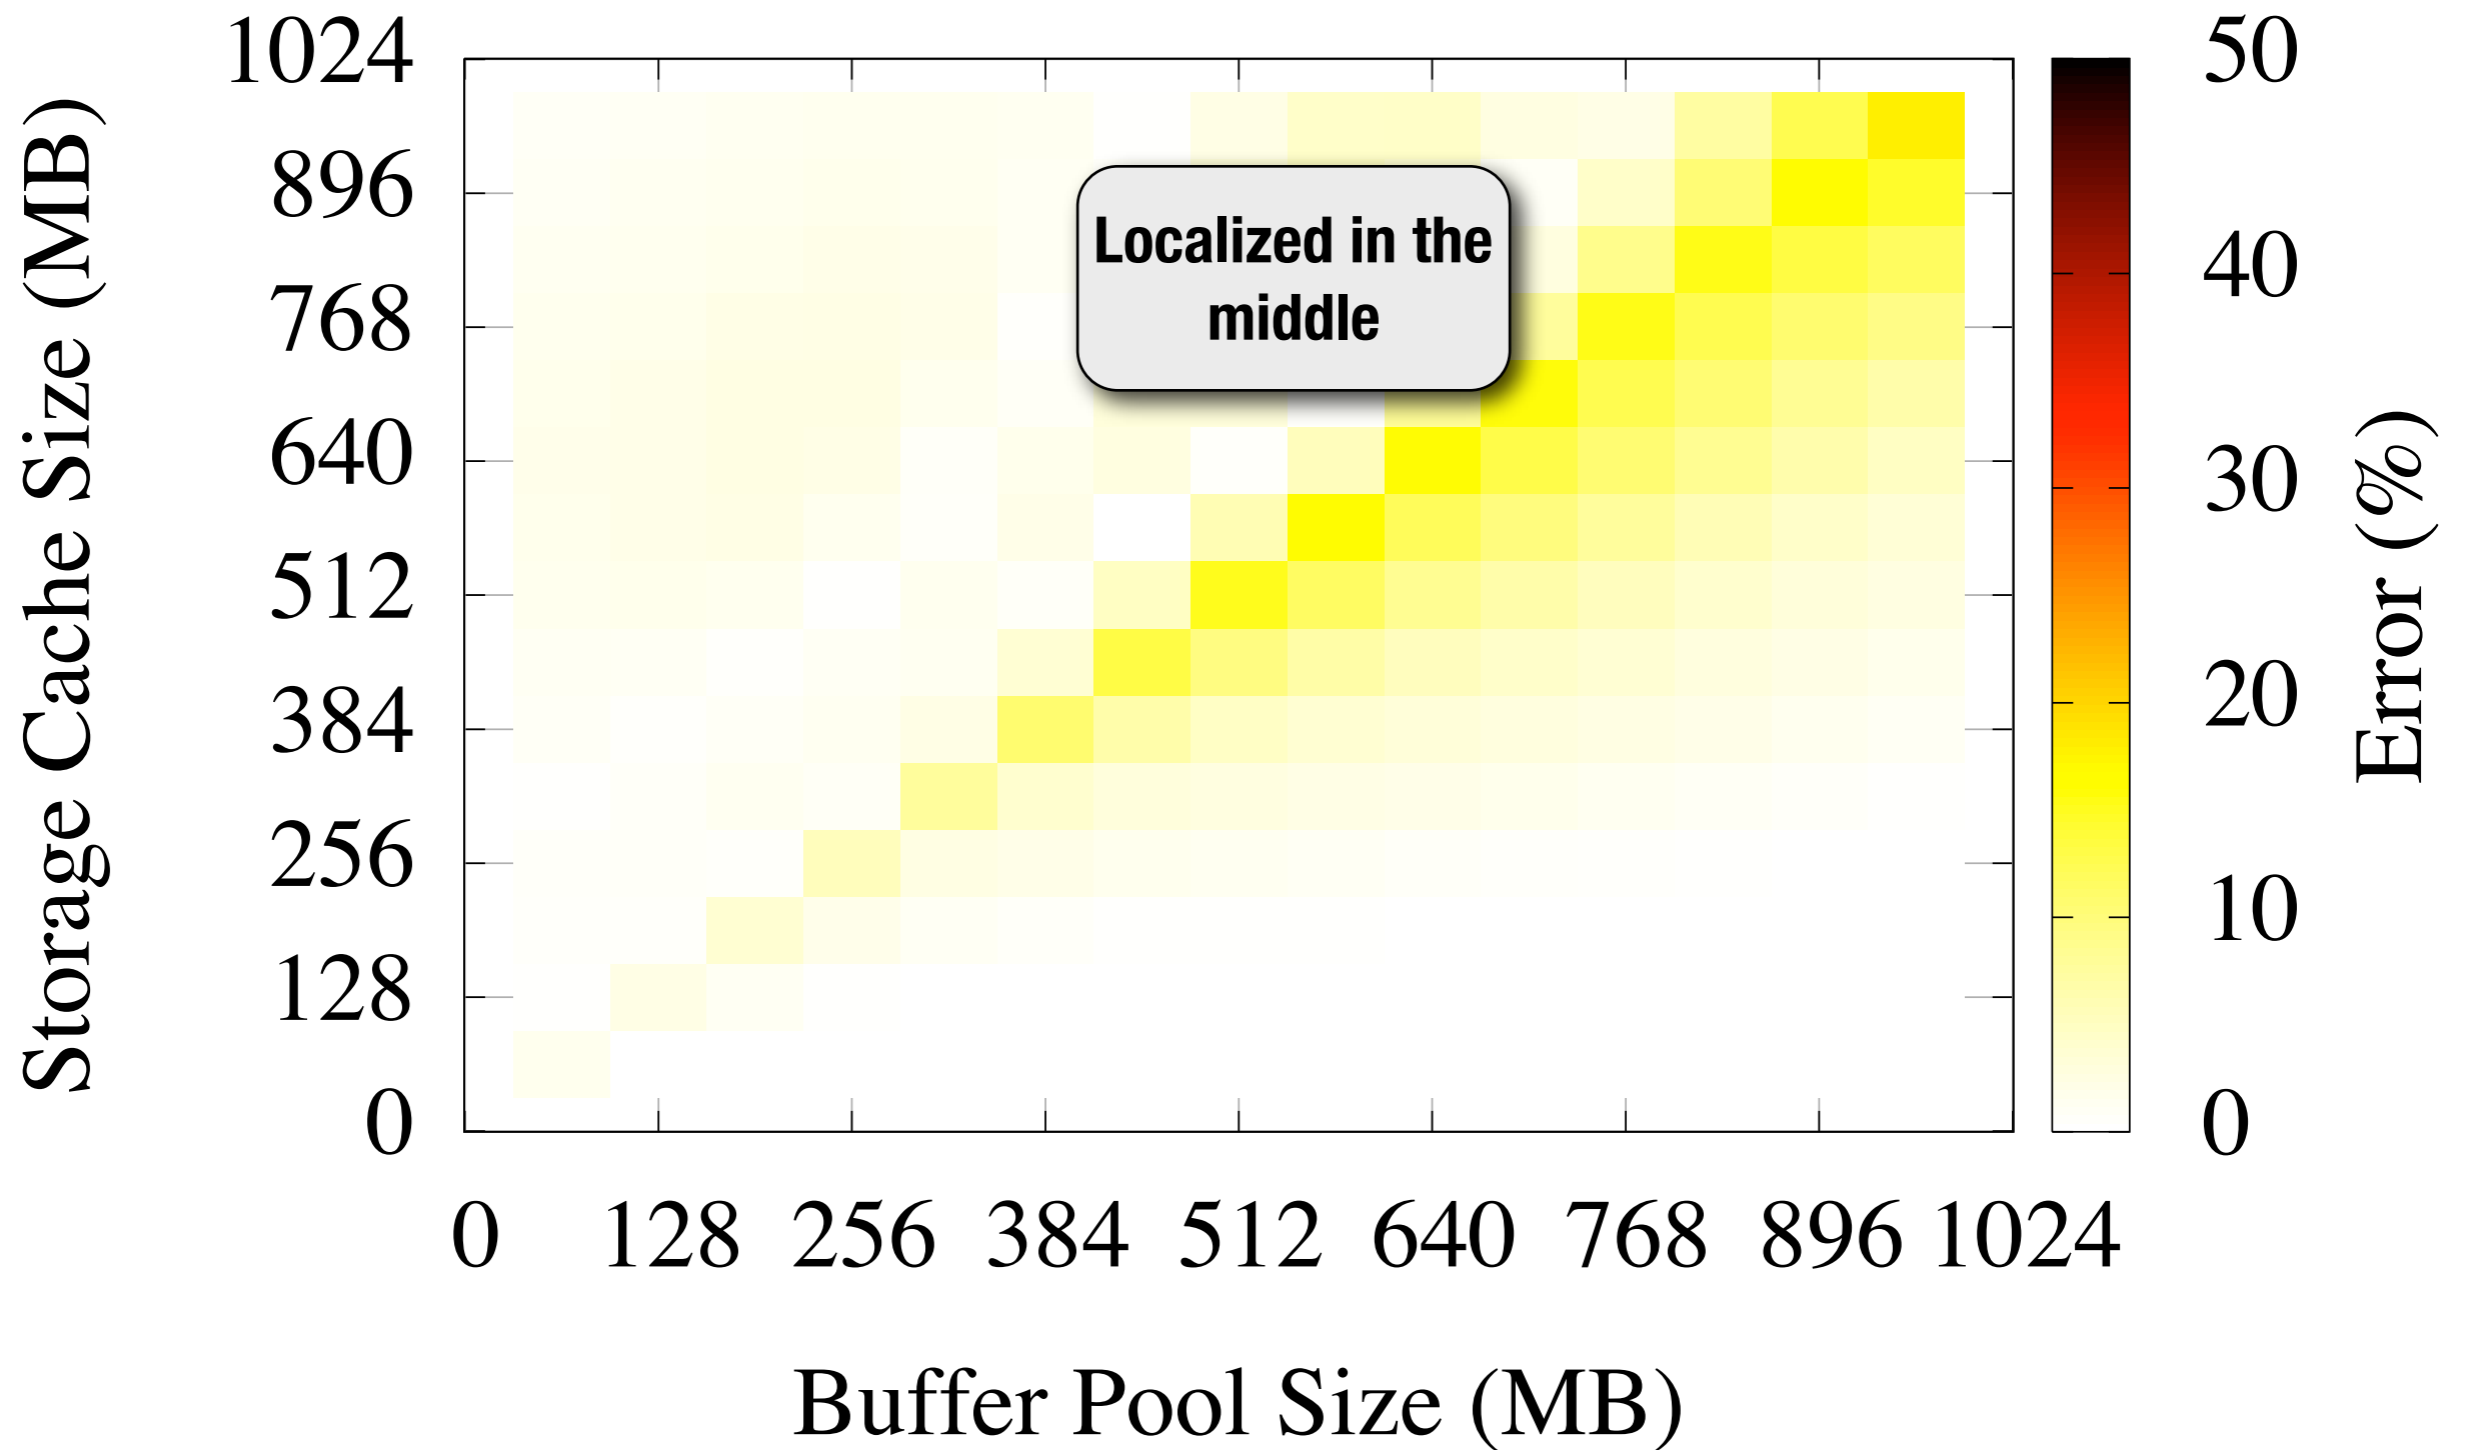 Storage Cache Size (MB)
1024
896
768
640
512
384
256
128
0
Localized in the
middle
0 128 256 384 512 640 768 896 1024
Buffer Pool Size (MB)
50
40
30
20
10
0
Error (%)